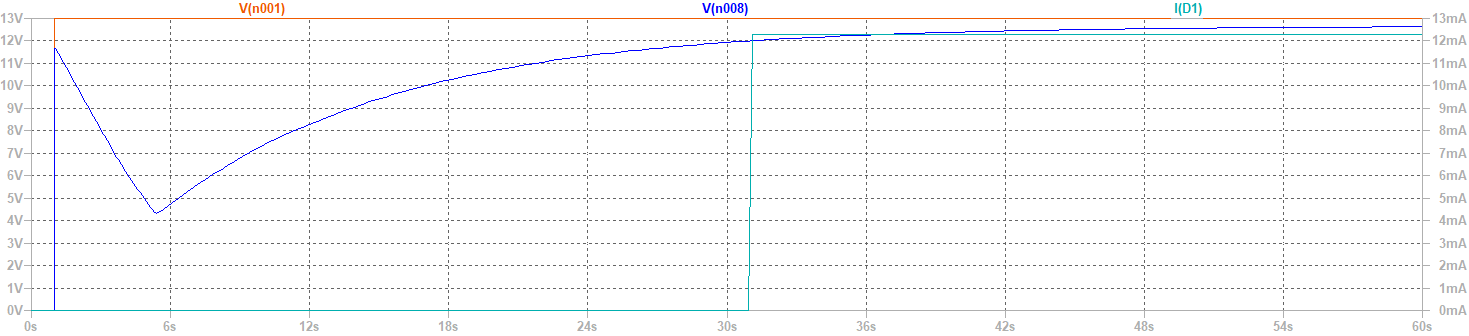 V(n001) V(n008) I(D1)
13V 13mA
12V 12mA
11V 11mA
10V 10mA
9V 9mA
8V 8mA
7V 7mA
6V 6mA
5V 5mA
4V 4mA
3V 3mA
2V 2mA
1V 1mA
0V 0mA
0s 6s 12s 18s 24s 30s 36s 42s 48s 54s 60s